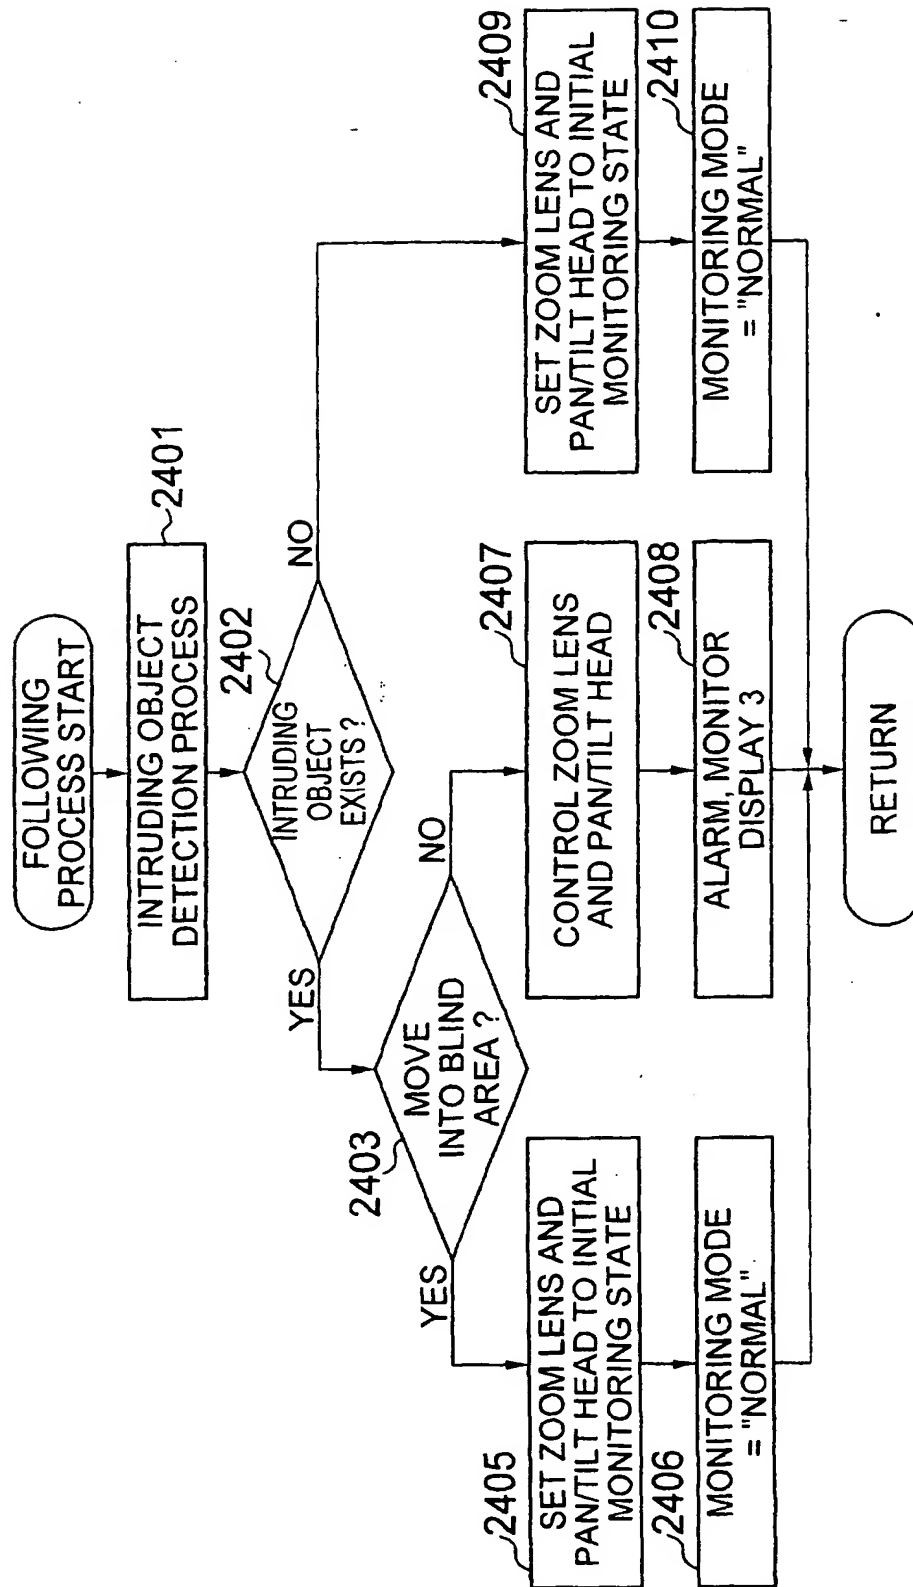 FOLLOWING
PROCESS START
2401
INTRUDING OBJECT
DETECTION PROCESS
2402
INTRUDING
OBJECT
EXISTS?
YES
NO
2403
MOVE
INTO BLIND
AREA?
YES
NO
2405
SET ZOOM LENS AND
PAN/TILT HEAD TO INITIAL
MONITORING STATE
2407
CONTROL ZOOM LENS
AND PAN/TILT HEAD
2409
SET ZOOM LENS AND
PAN/TILT HEAD TO INITIAL
MONITORING STATE
2406
MONITORING MODE
= "NORMAL"
2408
ALARM, MONITOR
DISPLAY 3
2410
MONITORING MODE
= "NORMAL"
RETURN